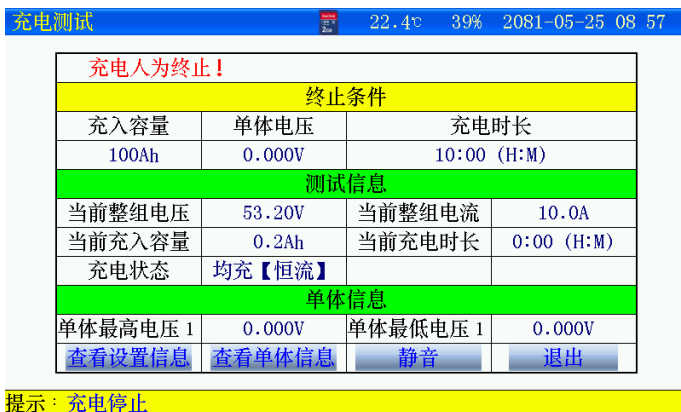 充电测试 22.4℃ 39% 2081-05-25 08 57
充电人为终止!
终止条件
充入容量 单体电压 充电时长
100Ah 0.000V 10:00 (H:M)
测试信息
当前整组电压 53.20V 当前整组电流 10.0A
当前充入容量 0.2Ah 当前充电时长 0:00 (H:M)
充电状态 均充【恒流】
单体信息
单体最高电压1 0.000V 单体最低电压1 0.000V
查看设置信息 查看单体信息 静音 退出
提示：充电停止